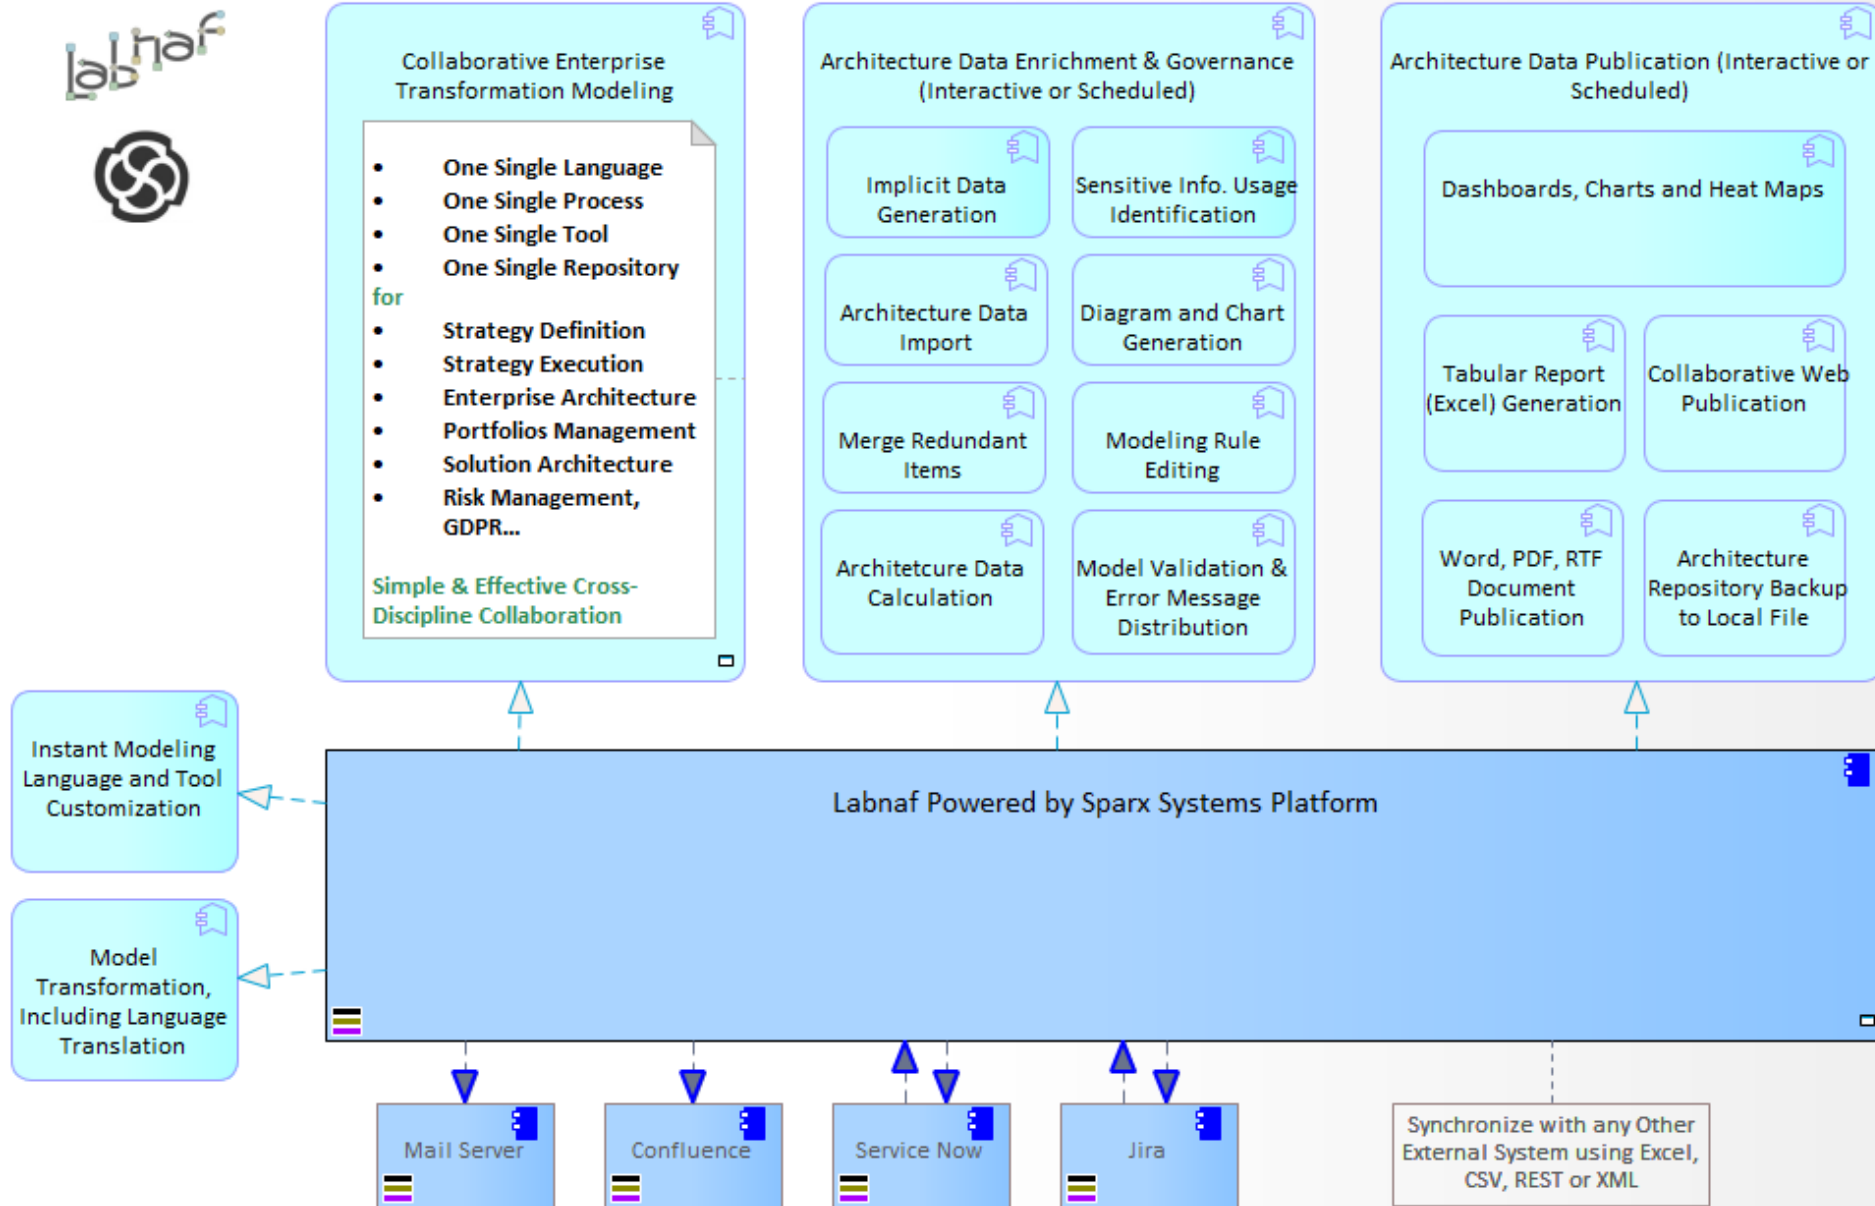 labnaf
Collaborative Enterprise
Transformation Modeling
• One Single Language
• One Single Process
• One Single Tool
• One Single Repository
for
• Strategy Definition
• Strategy Execution
• Enterprise Architecture
• Portfolios Management
• Solution Architecture
• Risk Management,
GDPR...
Simple & Effective Cross-
Discipline Collaboration
Architecture Data Enrichment & Governance
(Interactive or Scheduled)
Implicit Data
Generation
Sensitive Info. Usage
Identification
Architecture Data
Import
Diagram and Chart
Generation
Merge Redundant
Items
Modeling Rule
Editing
Architetcure Data
Calculation
Model Validation &
Error Message
Distribution
Architecture Data Publication (Interactive or
Scheduled)
Dashboards, Charts and Heat Maps
Tabular Report
(Excel) Generation
Collaborative Web
Publication
Word, PDF, RTF
Document
Publication
Architecture
Repository Backup
to Local File
Instant Modeling
Language and Tool
Customization
Model
Transformation,
Including Language
Translation
Labnaf Powered by Sparx Systems Platform
Mail Server
Confluence
Service Now
Jira
Synchronize with any Other
External System using Excel,
CSV, REST or XML